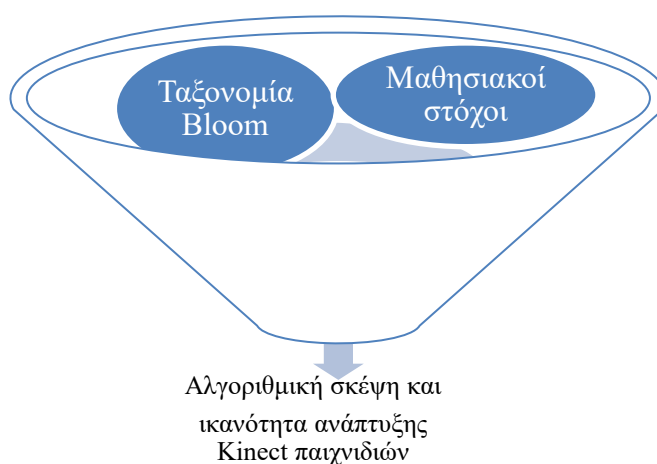 Ταξονομία
Bloom
Μαθησιακοί
στόχοι
Αλγοριθμική σκέψη και
ικανότητα ανάπτυξης
Kinect παιχνιδιών